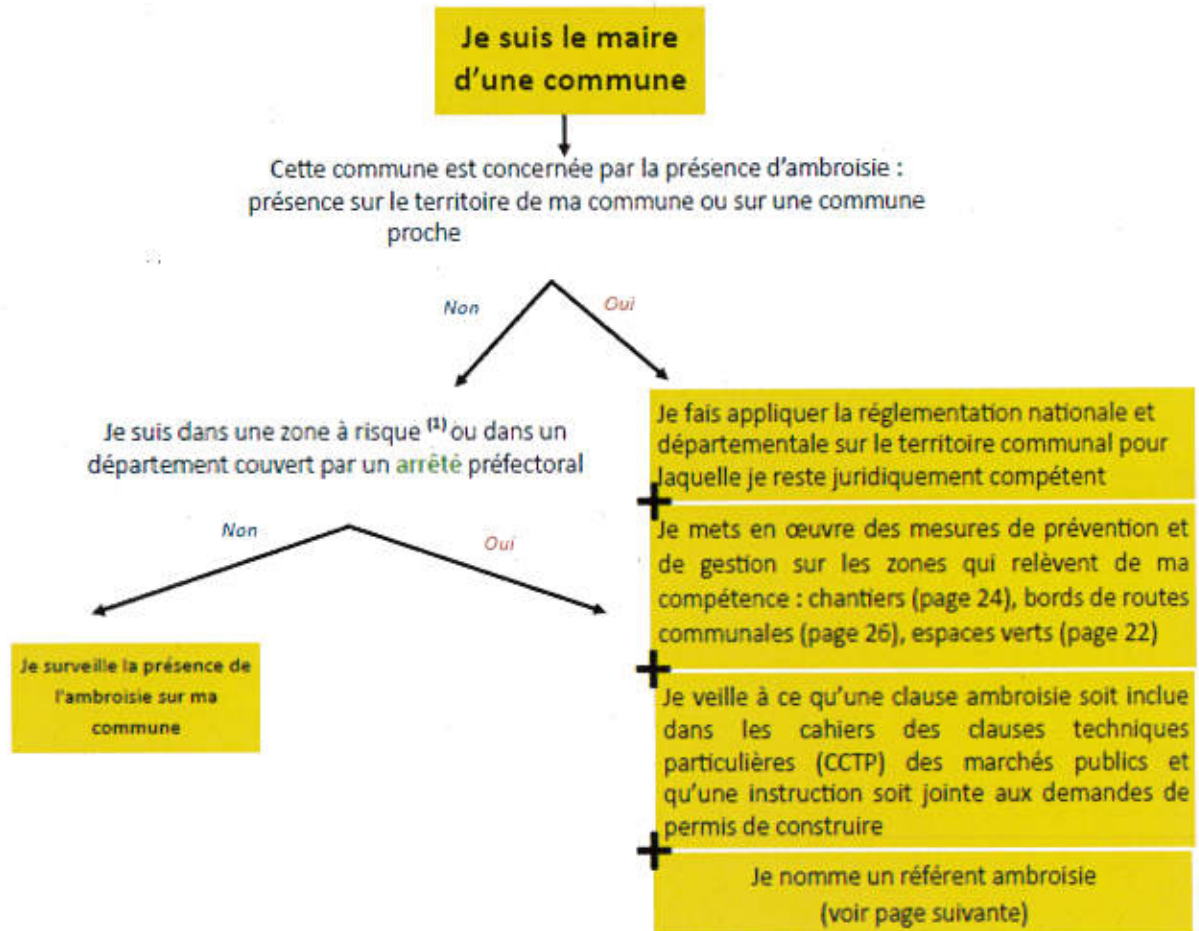 Je suis le maire
d'une commune
Cette commune est concernée par la présence d'ambroisie :
présence sur le territoire de ma commune ou sur une commune
proche
Non
Oui
Je suis dans une zone à risque (1) ou dans un
département couvert par un arrêté préfectoral
Non
Oui
Je surveille la présence de
l'ambroisie sur ma
commune
Je fais appliquer la réglementation nationale et
départementale sur le territoire communal pour
laquelle je reste juridiquement compétent
+
Je mets en œuvre des mesures de prévention et
de gestion sur les zones qui relèvent de ma
compétence : chantiers (page 24), bords de routes
communales (page 26), espaces verts (page 22)
+
Je veille à ce qu'une clause ambroisie soit inclue
dans les cahiers des clauses techniques
particulières (CCTP) des marchés publics et
qu'une instruction soit jointe aux demandes de
permis de construire
+
Je nomme un référent ambroisie
(voir page suivante)